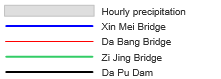 Hourly precipitation
Xin Mei Bridge
Da Bang Bridge
Zi Jing Bridge
Da Pu Dam